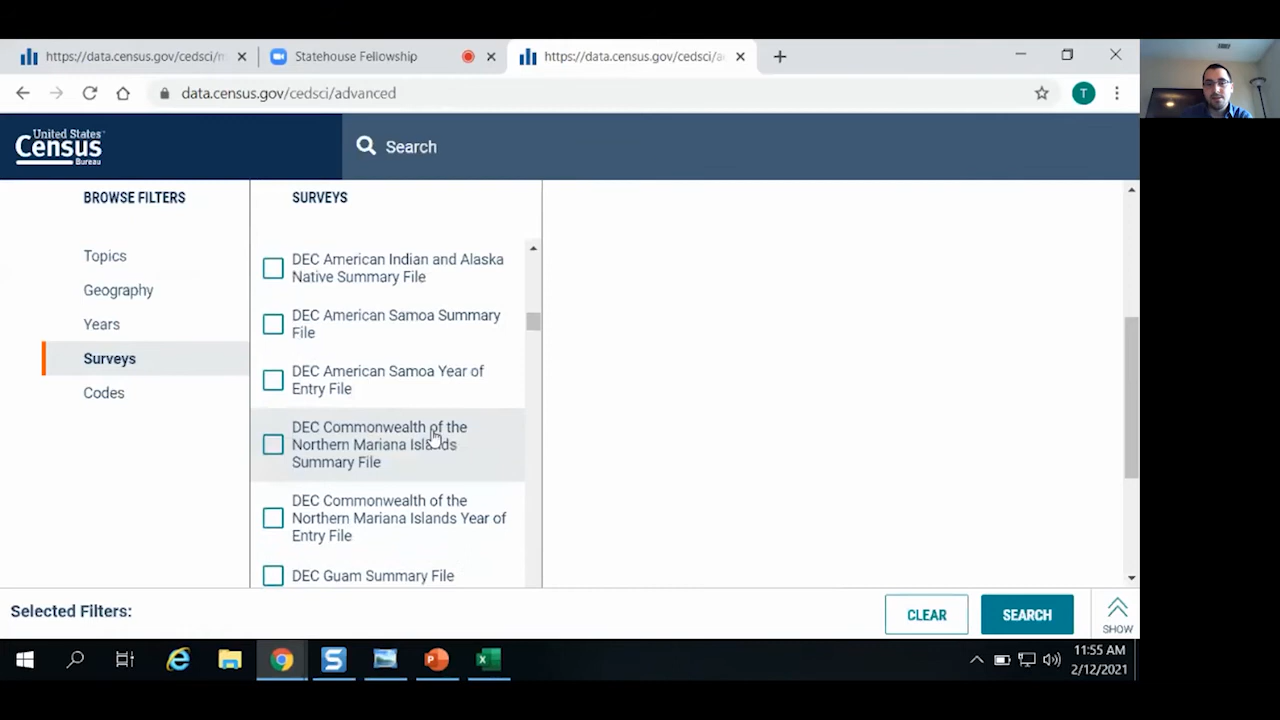 https://data.census.gov/cedsci/m
Statehouse Fellowship
https://data.census.gov/cedsci/a
data.census.gov/cedsci/advanced
T
United States
Census
Bureau
Search
BROWSE FILTERS
Topics
Geography
Years
Surveys
Codes
SURVEYS
DEC American Indian and Alaska
Native Summary File
DEC American Samoa Summary
File
DEC American Samoa Year of
Entry File
DEC Commonwealth of the
Northern Mariana Islands
Summary File
DEC Commonwealth of the
Northern Mariana Islands Year of
Entry File
DEC Guam Summary File
Selected Filters:
CLEAR
SEARCH
SHOW
11:55 AM
2/12/2021